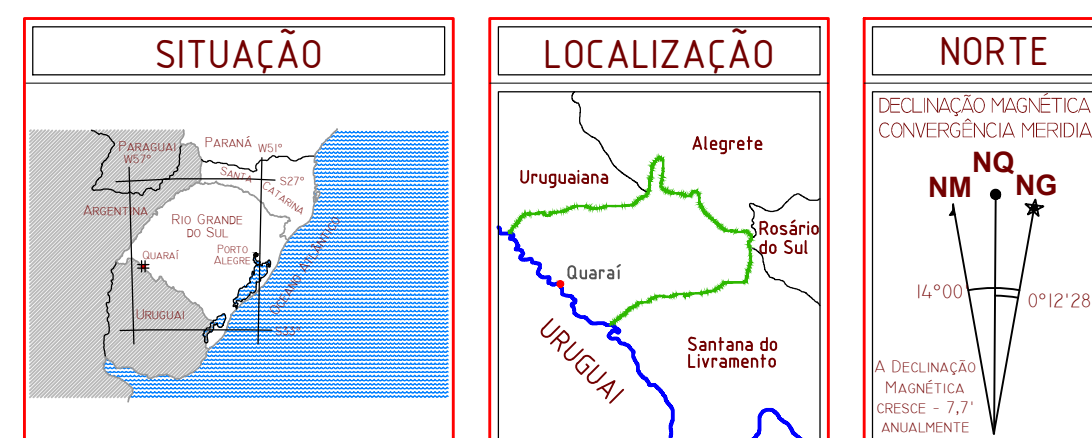 SITUAÇÃO
PARAGUAI
W57°
PARANÁ
W51°
SANTA CATARINA
S27°
ARGENTINA
RIO GRANDE
DO SUL
QUARAÍ
PORTO
ALEGRE
OCEANO ATLÂNTICO
URUGUAI
LOCALIZAÇÃO
Alegrete
Uruguaiana
Rosário
do Sul
Quaraí
URUGUAI
Santana do
Livramento
NORTE
DECLINAÇÃO MAGNÉTICA
CONVERGÊNCIA MERIDIA
NQ
NM
NG
14°00
0°12'28
A DECLINAÇÃO
MAGNÉTICA
CRESCE - 7,7'
ANUALMENTE